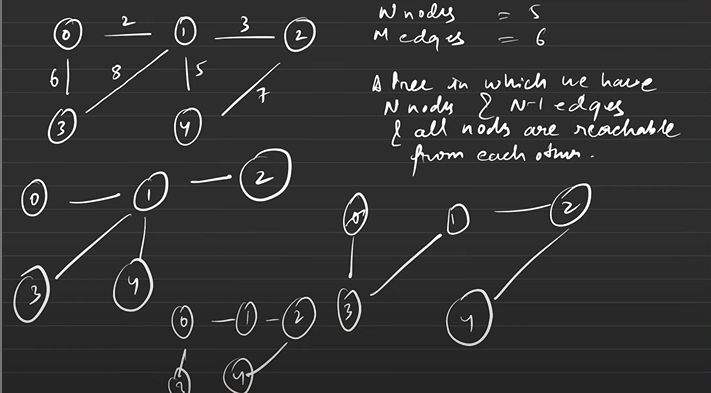 0 2 1 3 2
6 8 5 7
3 4
N nodes = 5
M edges = 6
A tree in which we have
N nodes & N-1 edges
& all nods are reachable
from each other.
0 1 2
3 4
0 1 2
3 4
0 1 2
3 4